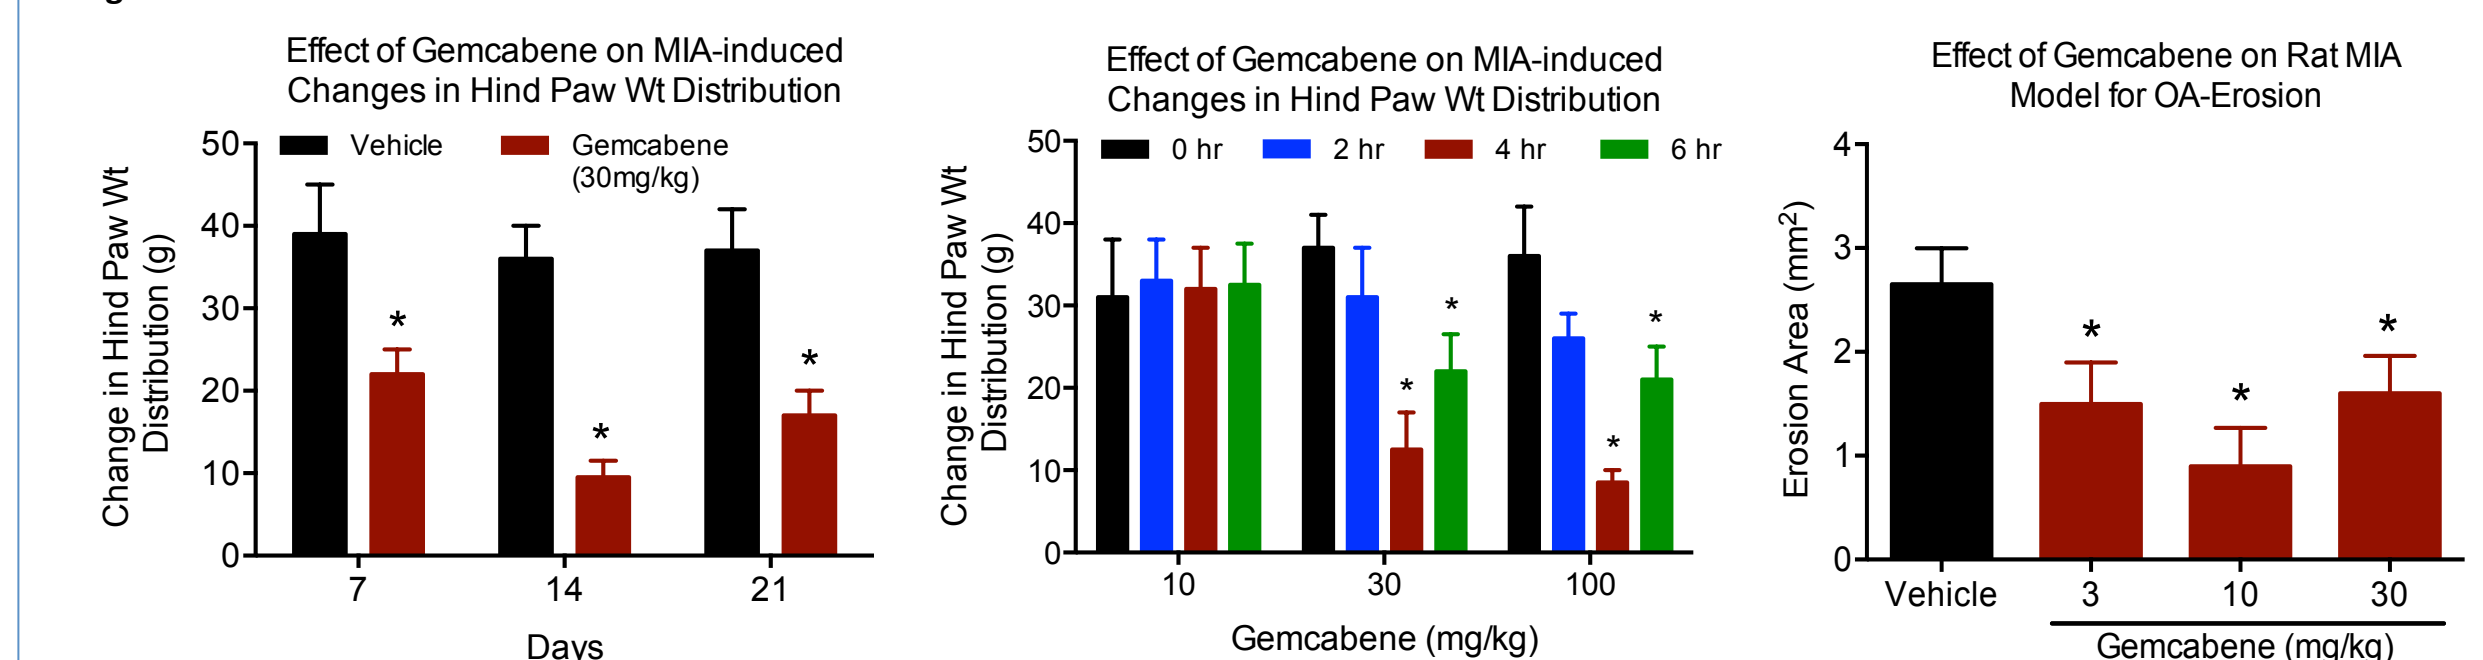 Effect of Gemcabene on MIA-induced
Changes in Hind Paw Wt Distribution
Vehicle
Gemcabene
(30mg/kg)
Change in Hind Paw Wt
Distribution (g)
50
40
30
20
10
0
*
*
*
7 14 21
Days
Effect of Gemcabene on MIA-induced
Changes in Hind Paw Wt Distribution
0 hr 2 hr 4 hr 6 hr
Change in Hind Paw Wt
Distribution (g)
50
40
30
20
10
0
*
*
*
*
10 30 100
Gemcabene (mg/kg)
Effect of Gemcabene on Rat MIA
Model for OA-Erosion
Erosion Area (mm²)
4
3
2
1
0
*
*
*
Vehicle 3 10 30
Gemcabene (mg/kg)